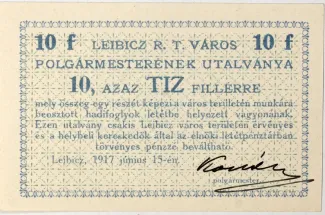 10 f LEIBICZ R. T. VÁROS 10 f
POLGÁRMESTERÉNEK UTALVÁNYA
10, AZAZ TIZ FILLÉRRE
mely összeg egy részét képezi a város területén munkára
beosztott hadifoglyok letétbe helyezett vagyonának.
Ezen utalvány csakis Leibicz város területén érvényes
és a helybeli kereskedők által az elnöki letétpénztárban
törvényes pénzre beváltható.
Leibicz, 1917 június 15-én.
polgármester